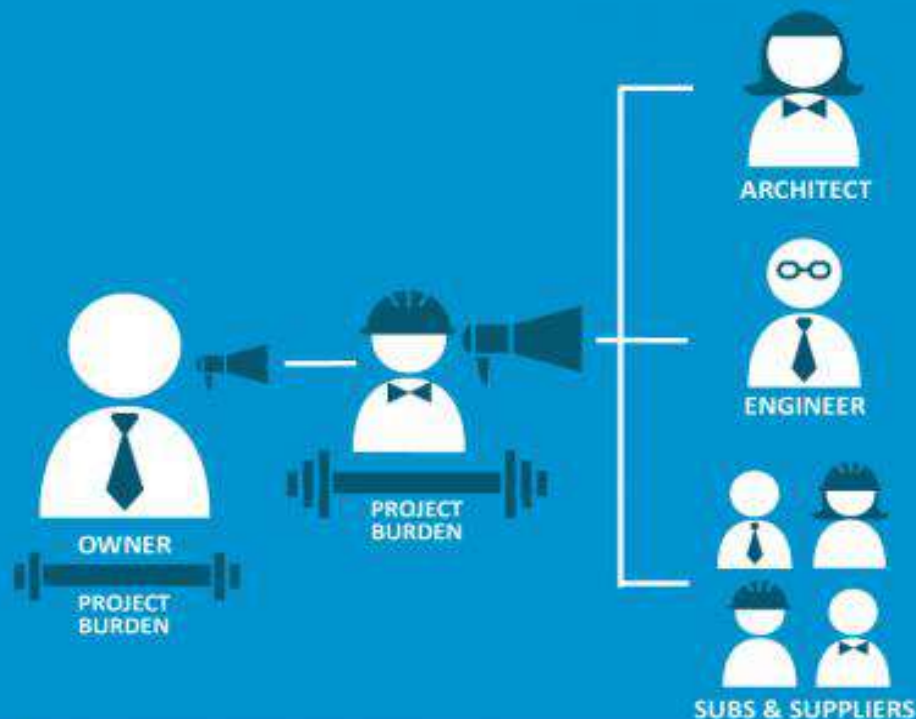 ARCHITECT
ENGINEER
OWNER
PROJECT
BURDEN
PROJECT
BURDEN
SUBS & SUPPLIERS